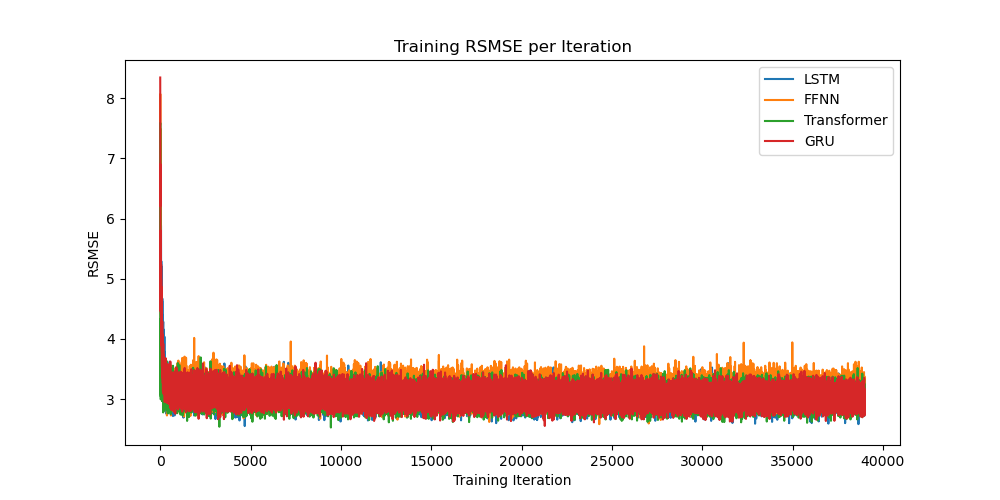 Training RSMSE per Iteration
LSTM
FFNN
Transformer
GRU
RSMSE
8
7
6
5
4
3
0
5000
10000
15000
20000
25000
30000
35000
40000
Training Iteration